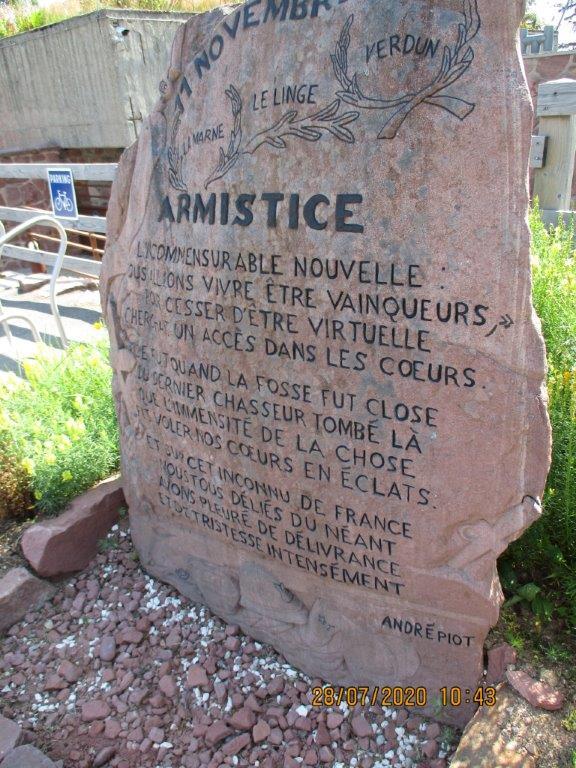 11 NOVEMBRE
VERDUN
LE LINGE
LA MARNE
PARKING
ARMISTICE
L'INCOMMENSURABLE NOUVELLE :
OUS ALLIONS VIVRE ÊTRE VAINQUEURS, »
POR CESSER D'ÊTRE VIRTUELLE
CHERCHAIT UN ACCÈS DANS LES COEURS.
CE FUT QUAND LA FOSSE FUT CLOSE
DU DERNIER CHASSEUR TOMBÉ LÀ
QUE L'IMMENSITÉ DE LA CHOSE
FIT VOLER NOS CŒURS EN ÉCLATS.
ET SUR CET INCONNU DE FRANCE
NOUS TOUS DÉLIÉS DU NÉANT
AVONS PLEURÉ DE DÉLIVRANCE
ET DE TRISTESSE INTENSÉMENT
ANDRÉ PIOT
28/07/2020 10:43